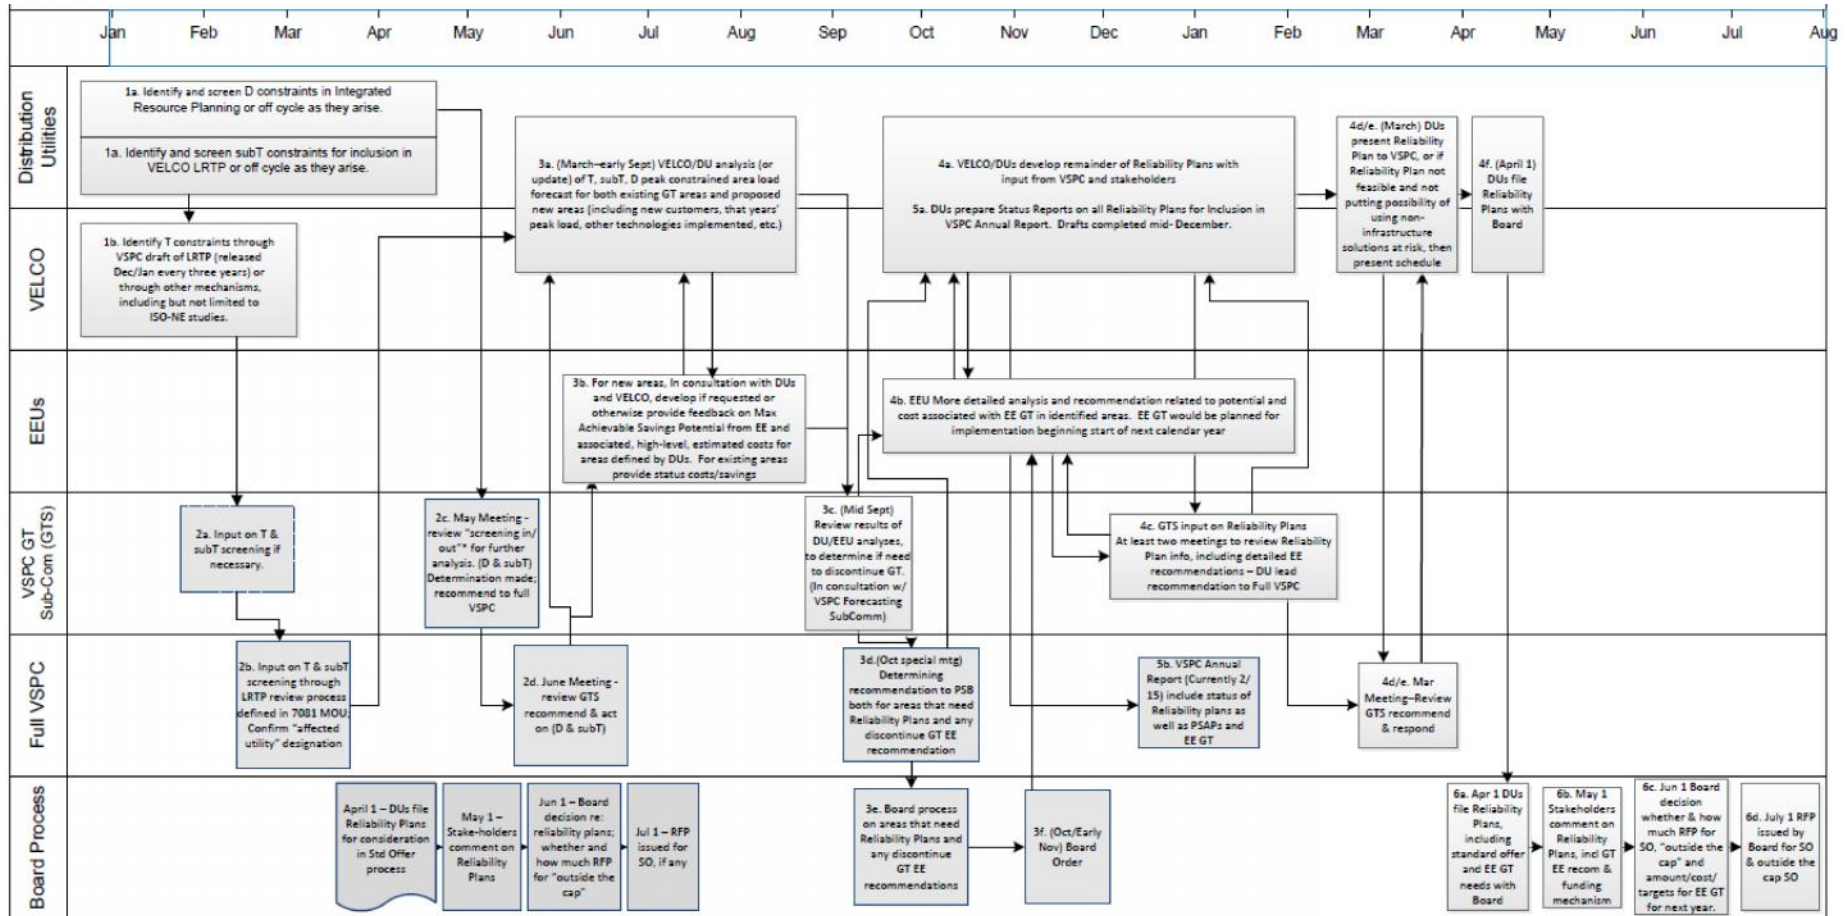 Jan Feb Mar Apr May Jun Jul Aug Sep Oct Nov Dec Jan Feb Mar Apr May Jun Jul Aug
Distribution
Utilities
1a. Identify and screen D constraints in Integrated
Resource Planning or off cycle as they arise.
1a. Identify and screen subT constraints for inclusion in
VELCO LRTP or off cycle as they arise.
3a. (March–early Sept) VELCO/DU analysis (or
update) of T, subT, D peak constrained area load
forecast for both existing GT areas and proposed
new areas (including new customers, that years'
peak load, other technologies implemented, etc.)
4a. VELCO/DUs develop remainder of Reliability Plans with
input from VSPC and stakeholders
5a. DUs prepare Status Reports on all Reliability Plans for Inclusion in
VSPC Annual Report. Drafts completed mid- December.
4d/e. (March) DUs
present Reliability
Plan to VSPC, or if
Reliability Plan not
feasible and not
putting possibility of
using non-
infrastructure
solutions at risk, then
present schedule
4f. (April 1)
DUs file
Reliability
Plans with
Board
VELCO
1b. Identify T constraints through
VSPC draft of LRTP (released
Dec/Jan every three years) or
through other mechanisms,
including but not limited to
ISO-NE studies.
EEUs
3b. For new areas, In consultation with DUs
and VELCO, develop if requested or
otherwise provide feedback on Max
Achievable Savings Potential from EE and
associated, high-level, estimated costs for
areas defined by DUs. For existing areas
provide status costs/savings
4b. EEU More detailed analysis and recommendation related to potential and
cost associated with EE GT in identified areas. EE GT would be planned for
implementation beginning start of next calendar year
VSPC GT
Sub-Com (GTS)
2a. Input on T &
subT screening if
necessary.
2c. May Meeting -
review "screening in/
out"* for further
analysis. (D & subT)
Determination made;
recommend to full
VSPC
3c. (Mid Sept)
Review results of
DU/EEU analyses,
to determine if need
to discontinue GT.
(In consultation w/
VSPC Forecasting
SubComm)
4c. GTS input on Reliability Plans
At least two meetings to review Reliability
Plan info, including detailed EE
recommendations – DU lead
recommendation to Full VSPC
Full VSPC
2b. Input on T & subT
screening through
LRTP review process
defined in 7081 MOU;
Confirm "affected
utility" designation
2d. June Meeting -
review GTS
recommend & act
on (D & subT)
3d.(Oct special mtg)
Determining
recommendation to PSB
both for areas that need
Reliability Plans and any
discontinue GT EE
recommendation
5b. VSPC Annual
Report (Currently 2/
15) include status of
Reliability plans as
well as PSAPs and
EE GT
4d/e. Mar
Meeting–Review
GTS recommend
& respond
Board Process
April 1 – DUs file
Reliability Plans
for consideration
in Std Offer
process
May 1 –
Stake-holders
comment on
Reliability
Plans
Jun 1 – Board
decision re:
reliability plans;
whether and
how much RFP
for "outside the
cap"
Jul 1 – RFP
issued for
SO, if any
3e. Board process
on areas that need
Reliability Plans and
any discontinue
GT EE
recommendations
3f. (Oct/Early
Nov) Board
Order
6a. Apr 1 DUs
file Reliability
Plans,
including
standard offer
and EE GT
needs with
Board
6b. May 1
Stakeholders
comment on
Reliability
Plans, incl GT
EE recom &
funding
mechanism
6c. Jun 1 Board
decision
whether & how
much RFP for
SO, "outside the
cap" and
amount/cost/
targets for EE GT
for next year.
6d. July 1 RFP
issued by
Board for SO
& outside the
cap SO